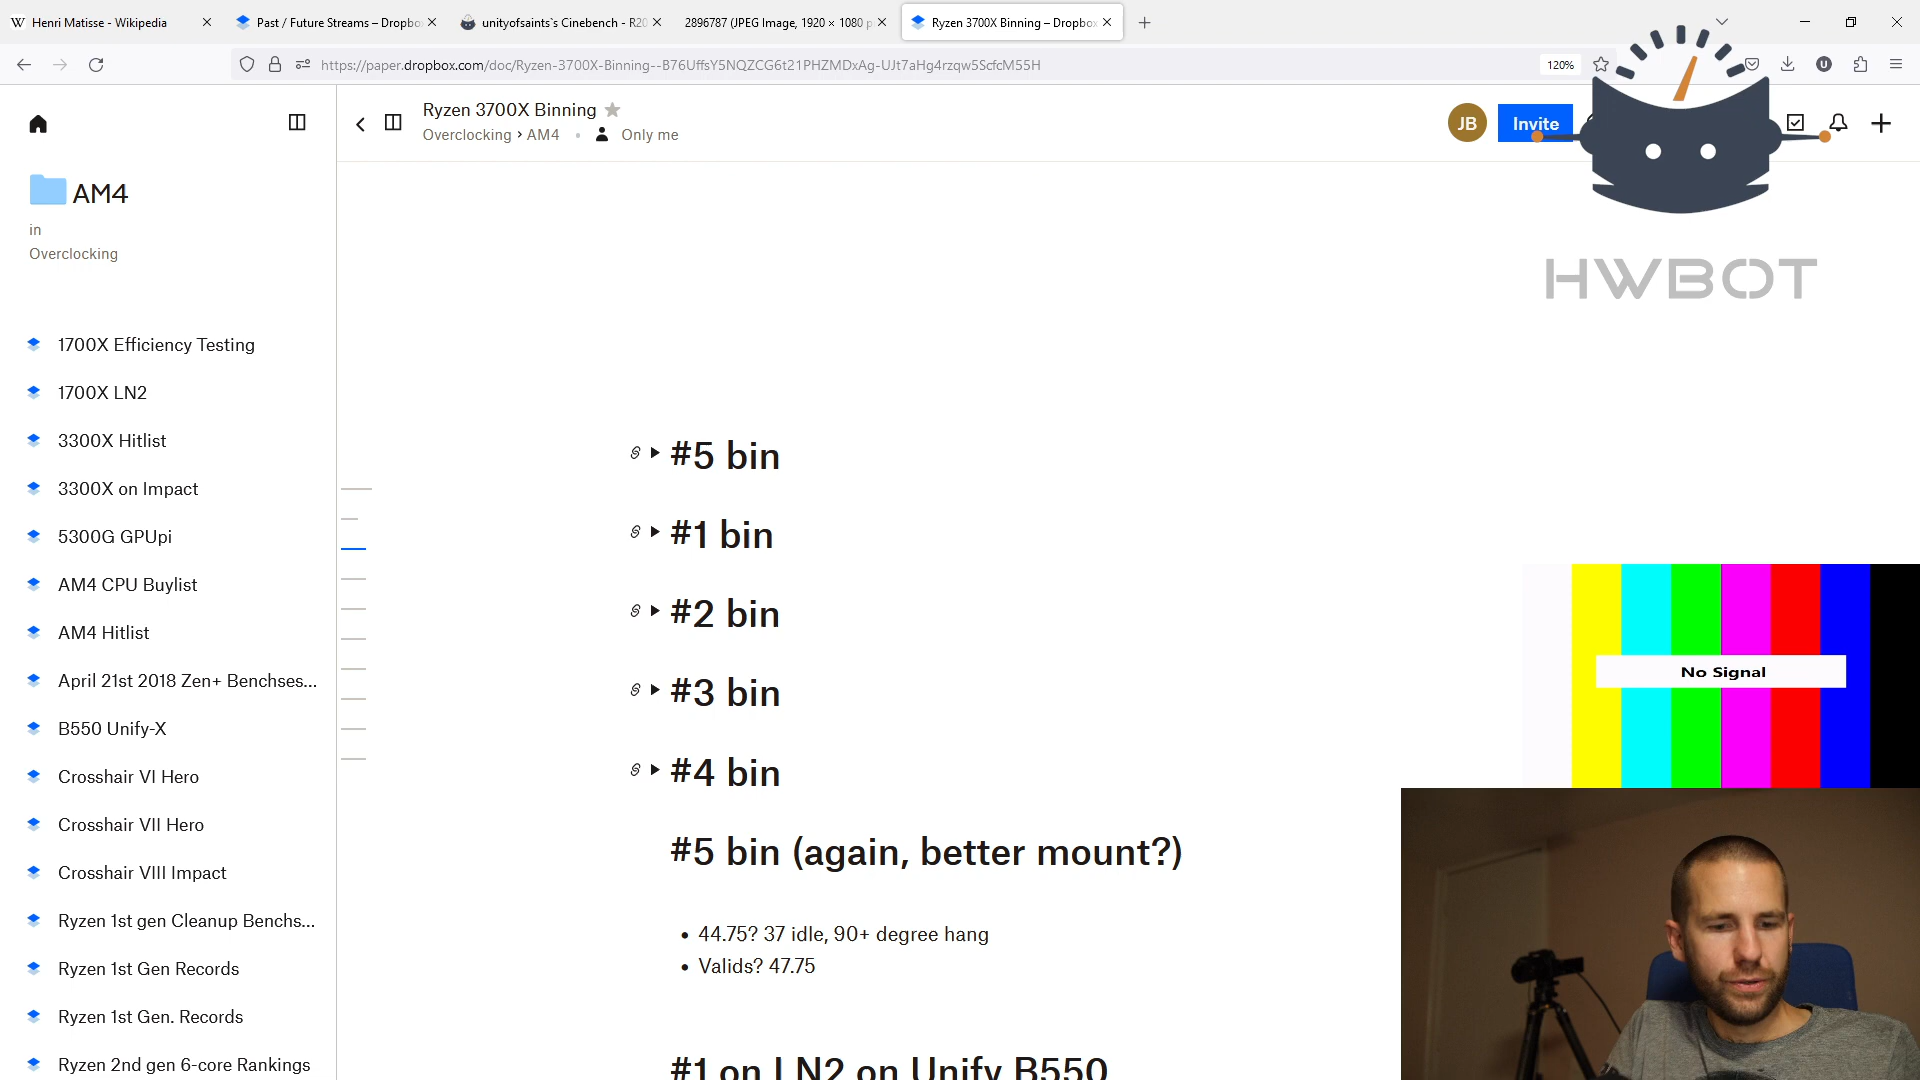 Henri Matisse - Wikipedia
Past / Future Streams – Dropbo
unityofsaints`s Cinebench - R20
2896787 (JPEG Image, 1920 × 1080 p
Ryzen 3700X Binning – Dropbox
https://paper.dropbox.com/doc/Ryzen-3700X-Binning--B76UffsY5NQZCG6t21PHZMDxAg-UJt7aHg4rzqw5ScfcM55H
120%
U
Ryzen 3700X Binning
Overclocking › AM4 • Only me
JB
Invite
HWBOT
AM4
in
Overclocking
1700X Efficiency Testing
1700X LN2
3300X Hitlist
3300X on Impact
5300G GPUpi
AM4 CPU Buylist
AM4 Hitlist
April 21st 2018 Zen+ Benchses...
B550 Unify-X
Crosshair VI Hero
Crosshair VII Hero
Crosshair VIII Impact
Ryzen 1st gen Cleanup Benchs...
Ryzen 1st Gen Records
Ryzen 1st Gen. Records
Ryzen 2nd gen 6-core Rankings
#5 bin
#1 bin
#2 bin
#3 bin
#4 bin
#5 bin (again, better mount?)
• 44.75? 37 idle, 90+ degree hang
• Valids? 47.75
#1 on LN2 on Unify B550
No Signal